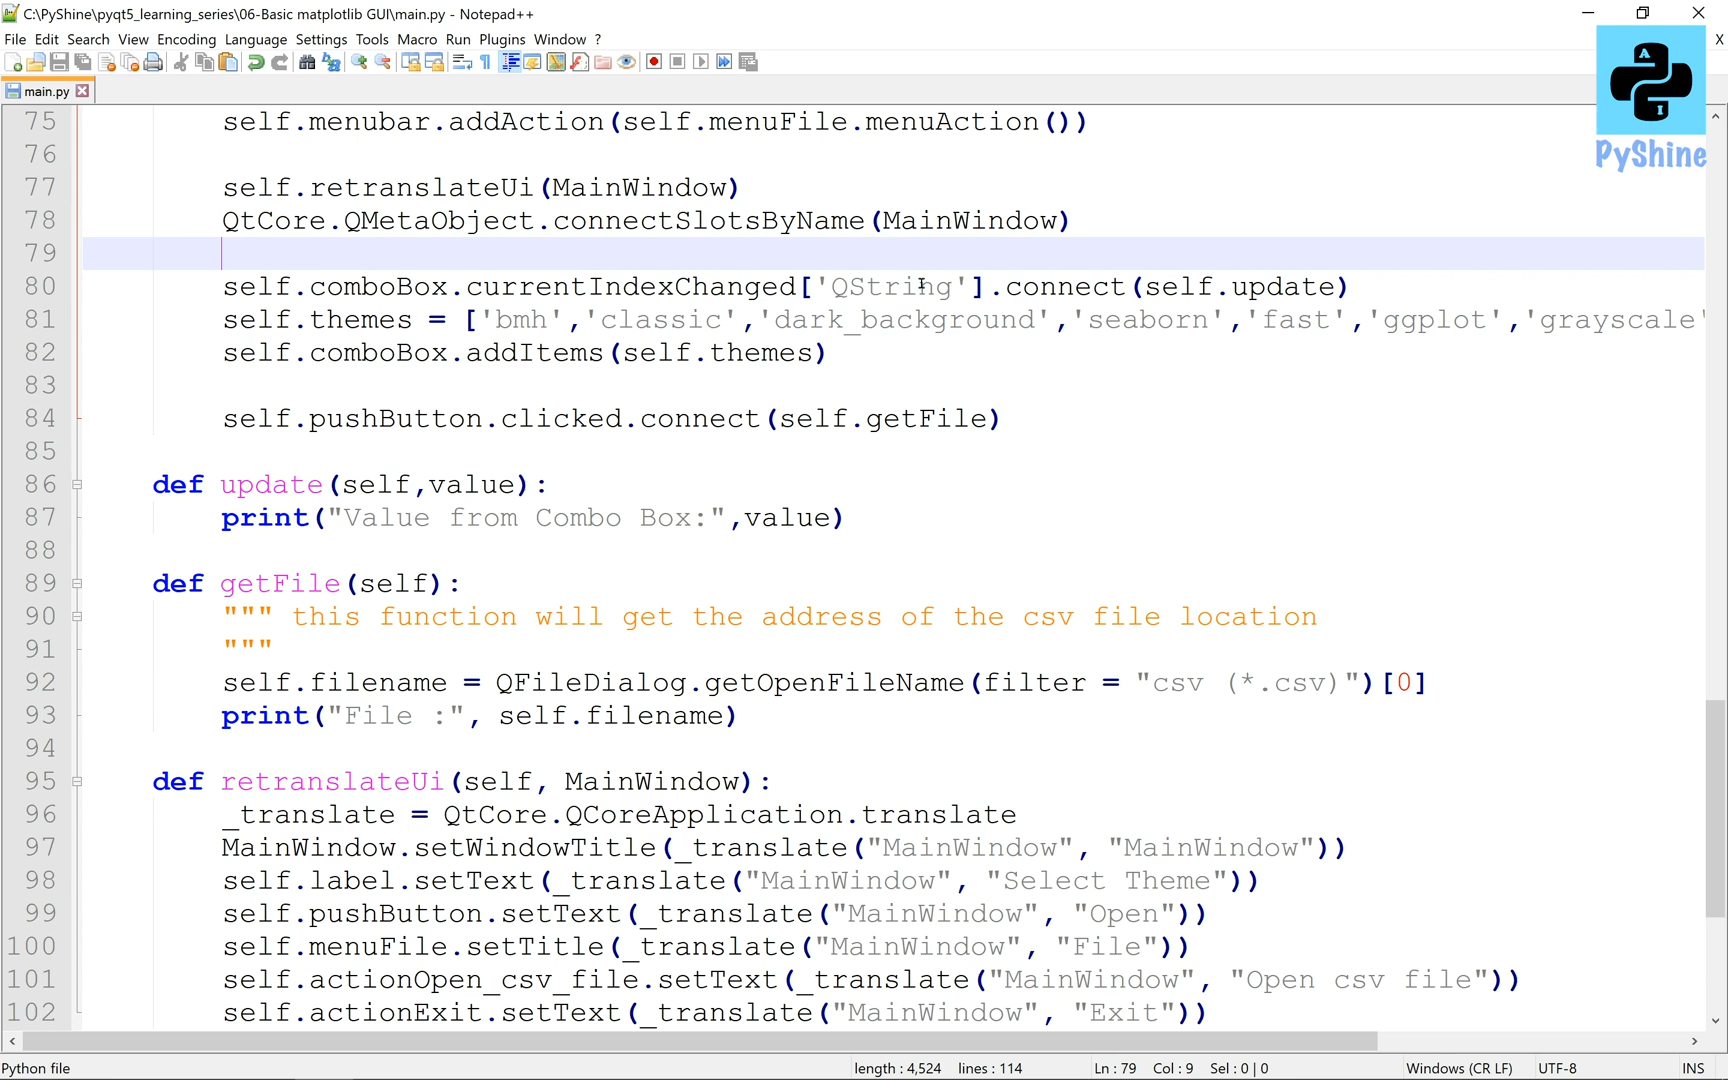 C:\PyShine\pyqt5_learning_series\06-Basic matplotlib GUI\main.py - Notepad++
File Edit Search View Encoding Language Settings Tools Macro Run Plugins Window ? X
main.py
A
I
PyShine
75 self.menubar.addAction(self.menuFile.menuAction())
76
77 self.retranslateUi(MainWindow)
78 QtCore.QMetaObject.connectSlotsByName(MainWindow)
79
80 self.comboBox.currentIndexChanged['QString'].connect(self.update)
81 self.themes = ['bmh','classic','dark_background','seaborn','fast','ggplot','grayscale'
82 self.comboBox.addItems(self.themes)
83
84 self.pushButton.clicked.connect(self.getFile)
85
86 def update(self,value):
87 print("Value from Combo Box:",value)
88
89 def getFile(self):
90 """ this function will get the address of the csv file location
91 """
92 self.filename = QFileDialog.getOpenFileName(filter = "csv (*.csv)")[0]
93 print("File :", self.filename)
94
95 def retranslateUi(self, MainWindow):
96 _translate = QtCore.QCoreApplication.translate
97 MainWindow.setWindowTitle(_translate("MainWindow", "MainWindow"))
98 self.label.setText(_translate("MainWindow", "Select Theme"))
99 self.pushButton.setText(_translate("MainWindow", "Open"))
100 self.menuFile.setTitle(_translate("MainWindow", "File"))
101 self.actionOpen_csv_file.setText(_translate("MainWindow", "Open csv file"))
102 self.actionExit.setText(_translate("MainWindow", "Exit"))
Python file length : 4,524 lines : 114 Ln : 79 Col : 9 Sel : 0 | 0 Windows (CR LF) UTF-8 INS